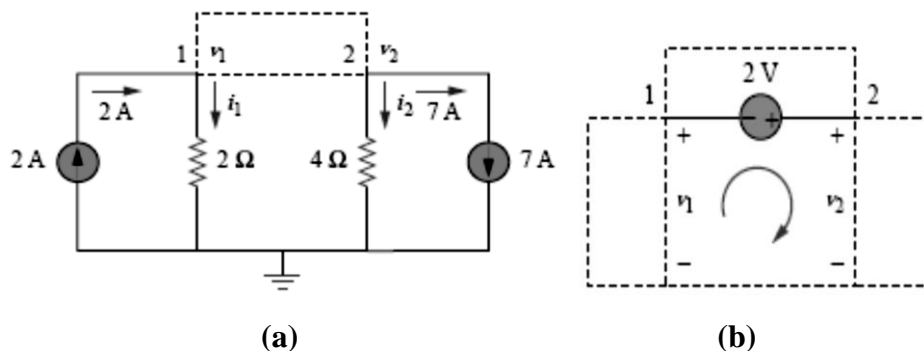 1 v₁ 2 v₂
2 A i₁ i₂ 7 A
2 A 2 Ω 4 Ω 7 A
(a)
2 V
1 2
+ +
− +
v₁ v₂
− −
(b)